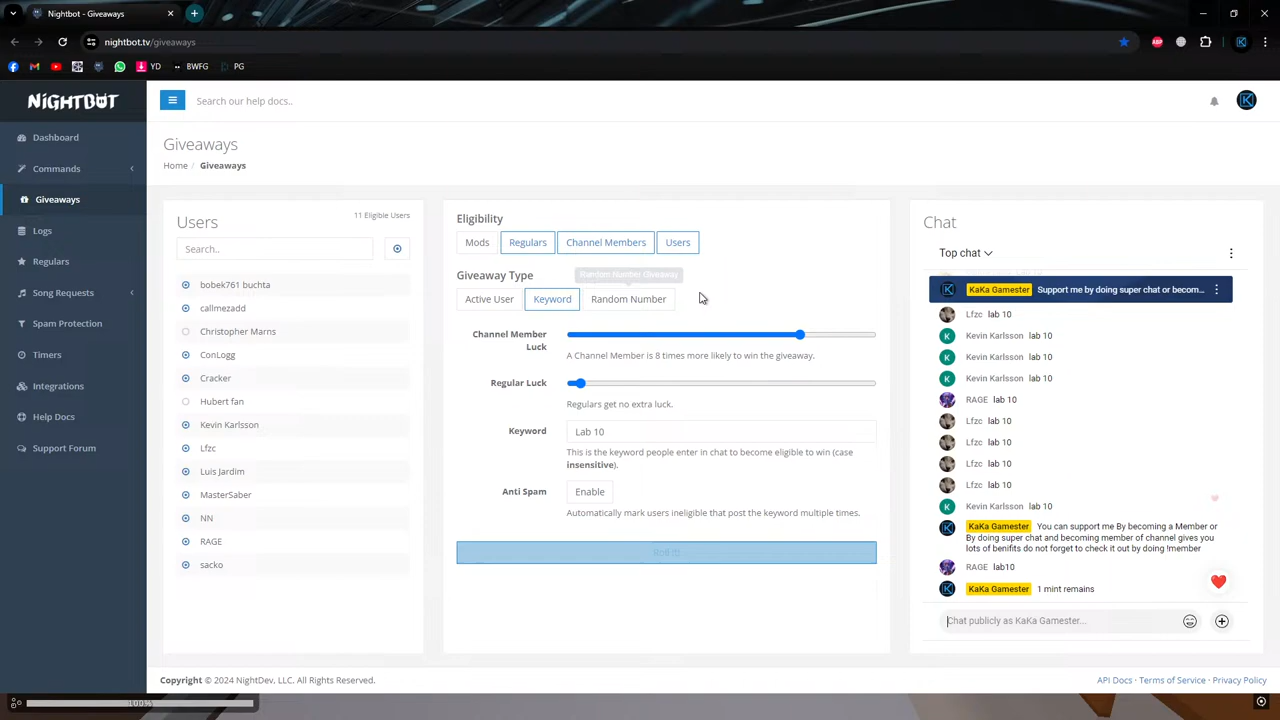 Nightbot - Giveaways
nightbot.tv/giveaways
YD
BWFG
PG
NiGHTBOT
Search our help docs..
Dashboard
Commands
Giveaways
Logs
Regulars
Song Requests
Spam Protection
Timers
Integrations
Help Docs
Support Forum
Giveaways
Home / Giveaways
Users
11 Eligible Users
Search..
bobek761 buchta
callmezadd
Christopher Marns
ConLogg
Cracker
Hubert fan
Kevin Karlsson
Lfzc
Luis Jardim
MasterSaber
NN
RAGE
sacko
Eligibility
Mods Regulars Channel Members Users
Giveaway Type
Random Number Giveaway
Active User Keyword Random Number
Channel Member
Luck
A Channel Member is 8 times more likely to win the giveaway.
Regular Luck
Regulars get no extra luck.
Keyword
Lab 10
This is the keyword people enter in chat to become eligible to win (case
insensitive).
Anti Spam
Enable
Automatically mark users ineligible that post the keyword multiple times.
Roll It!
Chat
Top chat
KaKa Gamester Support me by doing super chat or becom...
Lfzc lab 10
Kevin Karlsson lab 10
Kevin Karlsson lab 10
Kevin Karlsson lab 10
RAGE lab 10
Lfzc lab 10
Lfzc lab 10
Lfzc lab 10
Lfzc lab 10
Kevin Karlsson lab 10
KaKa Gamester You can support me By becoming a Member or
By doing super chat and becoming member of channel gives you
lots of benifits do not forget to check it out by doing !member
RAGE lab10
KaKa Gamester 1 mint remains
Chat publicly as KaKa Gamester...
Copyright © 2024 NightDev, LLC. All Rights Reserved.
API Docs · Terms of Service · Privacy Policy
100%